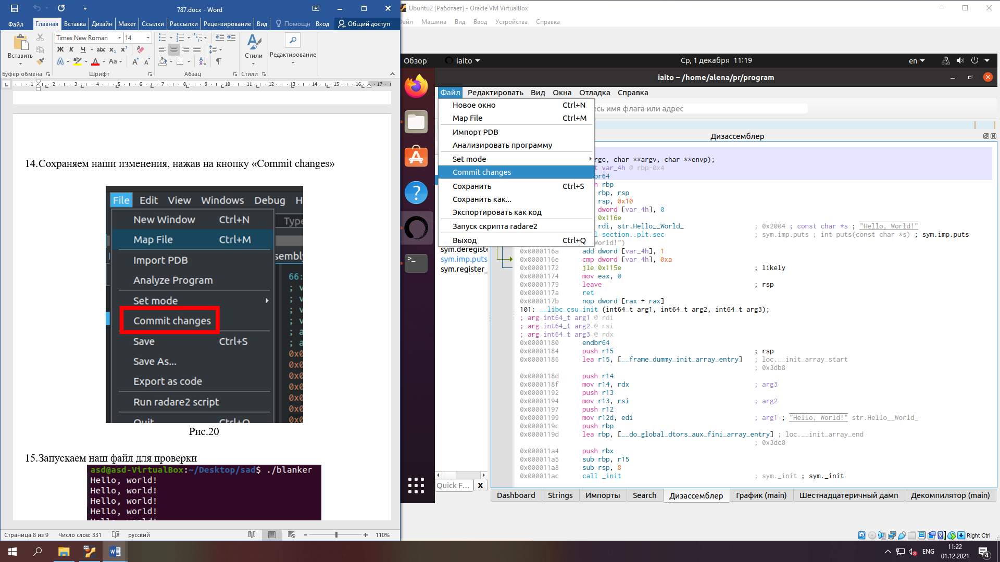 787.docx - Word
Файл
Главная
Вставка
Дизайн
Макет
Ссылки
Рассылки
Рецензирование
Вид
Помощн
Вход
Общий доступ
Вставить
Буфер обмена
Times New Roman
14
Ж К Ч abc x₂ x²
Шрифт
Абзац
Стили
Стили
Редактирование
14.Сохраняем наши изменения, нажав на кнопку «Commit changes»
File Edit View Windows Debug H
New Window Ctrl+N
Map File Ctrl+M
Import PDB
Analyze Program
Set mode
Commit changes
Save Ctrl+S
Save As...
Export as code
Run radare2 script
Quit Ctrl+Q
Type
sembly
66:
Рис.20
15.Запускаем наш файл для проверки
asd@asd-VirtualBox:~/Desktop/sad$ ./blanker
Hello, world!
Hello, world!
Hello, world!
Hello, world!
Hello, world!
Страница 8 из 9 Число слов: 331 русский 110%
Ubuntu2 [Работает] - Oracle VM VirtualBox
Файл Машина Вид Ввод Устройства Справка
Обзор iaito Ср, 1 декабря 11:19 en
iaito – /home/alena/pr/program
Файл Редактировать Вид Окна Отладка Справка
есь имя флага или адрес
Новое окно Ctrl+N
Map File Ctrl+M
Импорт PDB
Анализировать программу
Set mode
Commit changes
Сохранить Ctrl+S
Сохранить как...
Экспортировать как код
Запуск скрипта radare2
Выход Ctrl+Q
Дизассемблер
rgc, char **argv, char **envp);
t var_4h @ rbp-0x4
br64
h rbp
rbp, rsp
rsp, 0x10
dword [var_4h], 0
0x116e
rdi, str.Hello__World_ ; 0x2004 ; const char *s ; "Hello, World!"
l section..plt.sec ; sym.imp.puts ; int puts(const char *s) ; sym.imp.puts
World!")
0x0000116a add dword [var_4h], 1
0x0000116e cmp dword [var_4h], 0xa
0x00001172 jle 0x115e ; likely
0x00001174 mov eax, 0
0x00001179 leave ; rsp
0x0000117a ret
0x0000117b nop dword [rax + rax]
101: __libc_csu_init (int64_t arg1, int64_t arg2, int64_t arg3);
; arg int64_t arg1 @ rdi
; arg int64_t arg2 @ rsi
; arg int64_t arg3 @ rdx
0x00001180 endbr64
0x00001184 push r15 ; rsp
0x00001186 lea r15, [__frame_dummy_init_array_entry] ; loc.__init_array_start
; 0x3db8
0x0000118d push r14
0x0000118f mov r14, rdx ; arg3
0x00001192 push r13
0x00001194 mov r13, rsi ; arg2
0x00001197 push r12
0x00001199 mov r12d, edi ; arg1 ; "Hello, World!" str.Hello__World_
0x0000119c push rbp
0x0000119d lea rbp, [__do_global_dtors_aux_fini_array_entry] ; loc.__init_array_end
; 0x3dc0
0x000011a4 push rbx
0x000011a5 sub rbp, r15
0x000011a8 sub rsp, 8
0x000011ac call _init ; sym._init ; sym._init
sym.deregiste
sym.imp.puts
sym.register_
Quick F... X
Dashboard Strings Импорты Search Дизассемблер График (main) Шестнадцатеричный дамп Декомпилятор (main)
Right Ctrl
ENG
11:22
01.12.2021
4